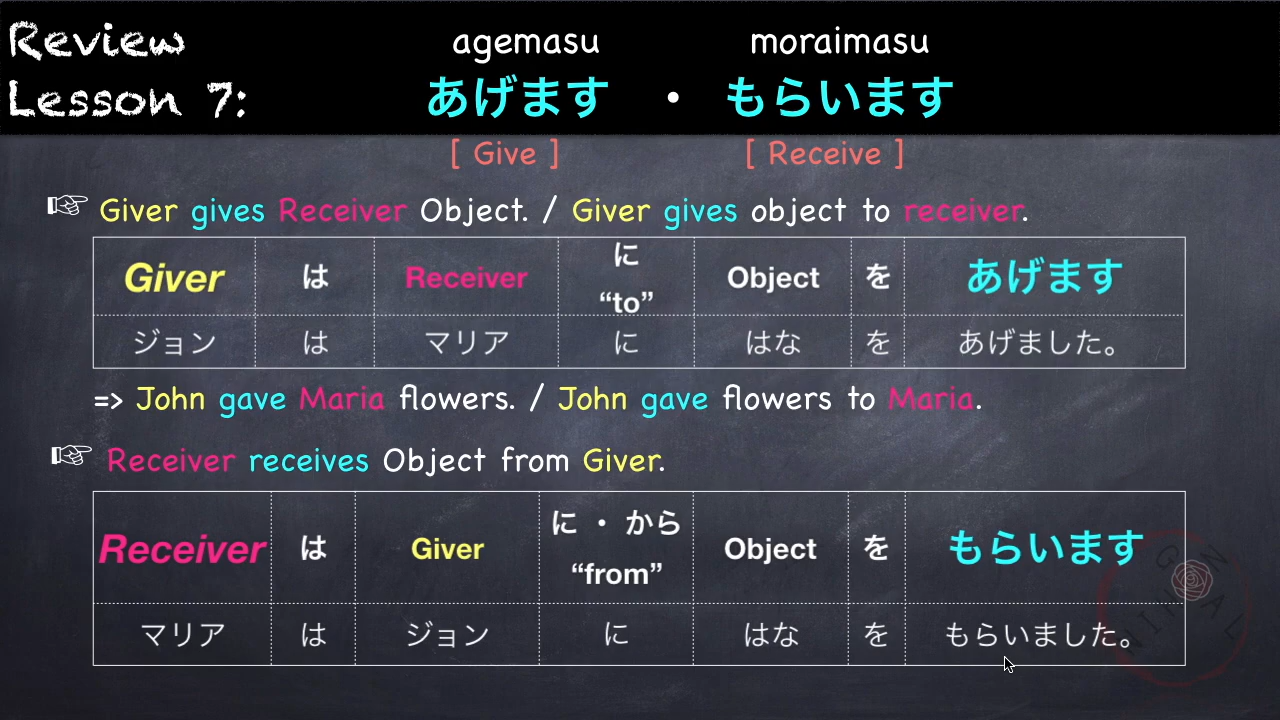 Review
Lesson 7:
agemasu
moraimasu
あげます ・ もらいます
[ Give ]
[ Receive ]
☞ Giver gives Receiver Object. / Giver gives object to receiver.
Giver は Receiver に “to” Object を あげます
ジョン は マリア に はな を あげました。
=> John gave Maria flowers. / John gave flowers to Maria.
☞ Receiver receives Object from Giver.
Receiver は Giver に・から “from” Object を もらいます
マリア は ジョン に はな を もらいました。